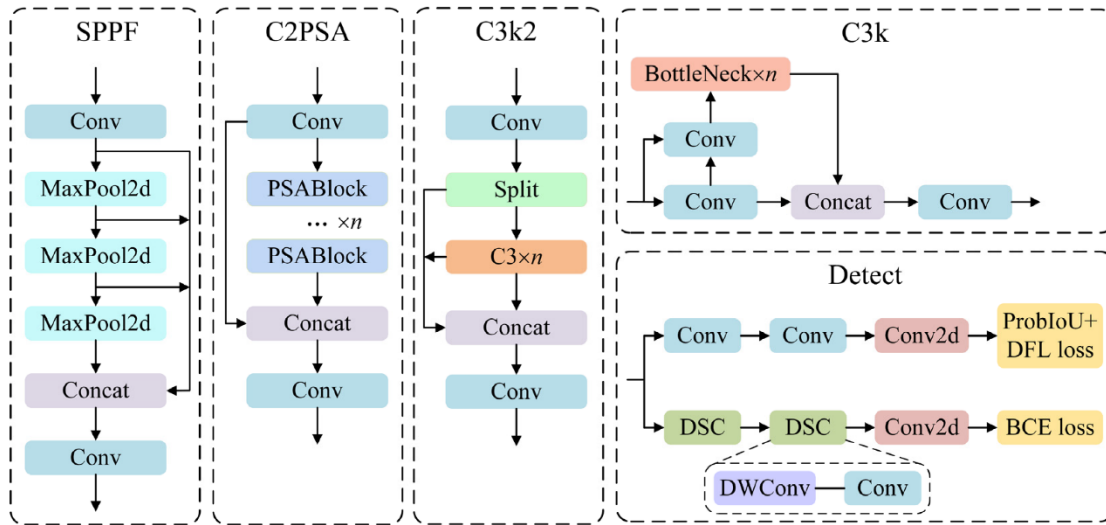 SPPF
Conv
MaxPool2d
MaxPool2d
MaxPool2d
Concat
Conv
C2PSA
Conv
PSABlock
... ×n
PSABlock
Concat
Conv
C3k2
Conv
Split
C3×n
Concat
Conv
C3k
BottleNeck×n
Conv
Conv
Concat
Conv
Detect
Conv
Conv
Conv2d
ProbIoU+
DFL loss
DSC
DSC
Conv2d
BCE loss
DWConv
Conv